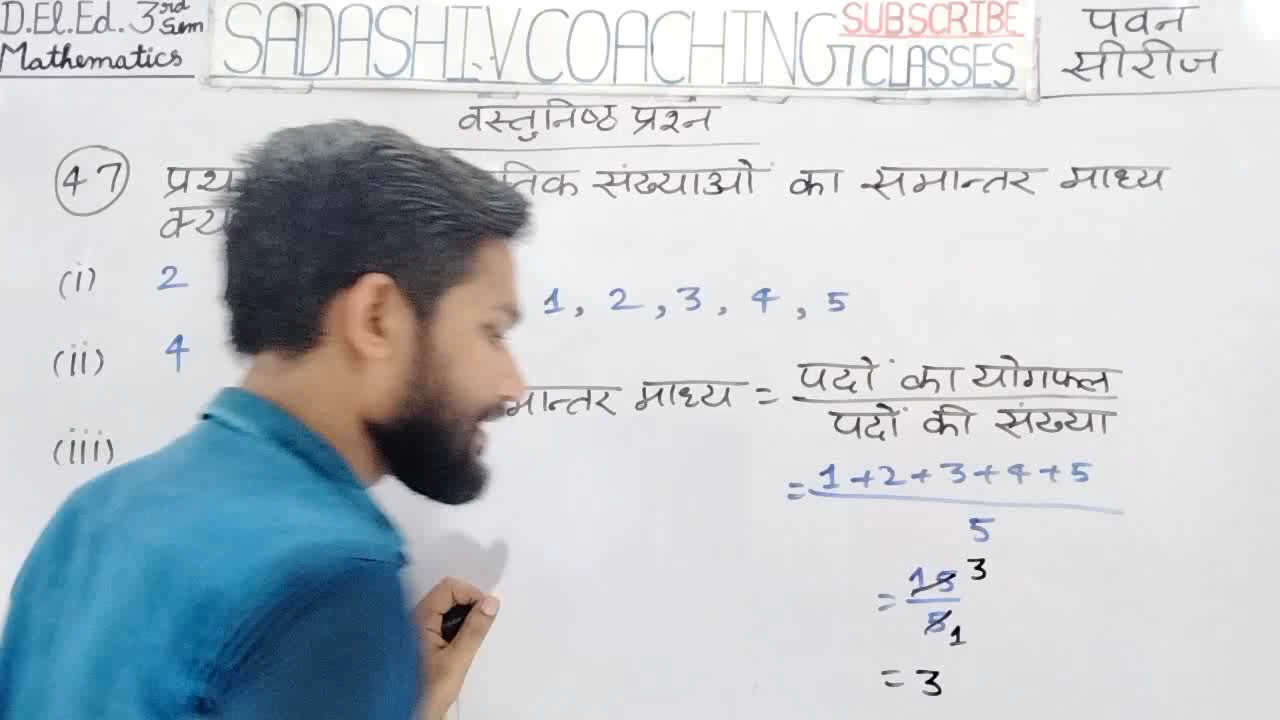 D.El.Ed. 3rd Sem
Mathematics
SADASHIV COACHING CLASSES
SUBSCRIBE
पवन
सीरीज
वस्तुनिष्ठ प्रश्न
(47) संख्याओं का समान्तर माध्य
(i) 2
1, 2, 3, 4, 5
(ii) 4
माध्य = पदों का योगफल
पदों की संख्या
(iii)
= 1+2+3+4+5
5
= 15 3
5 1
= 3